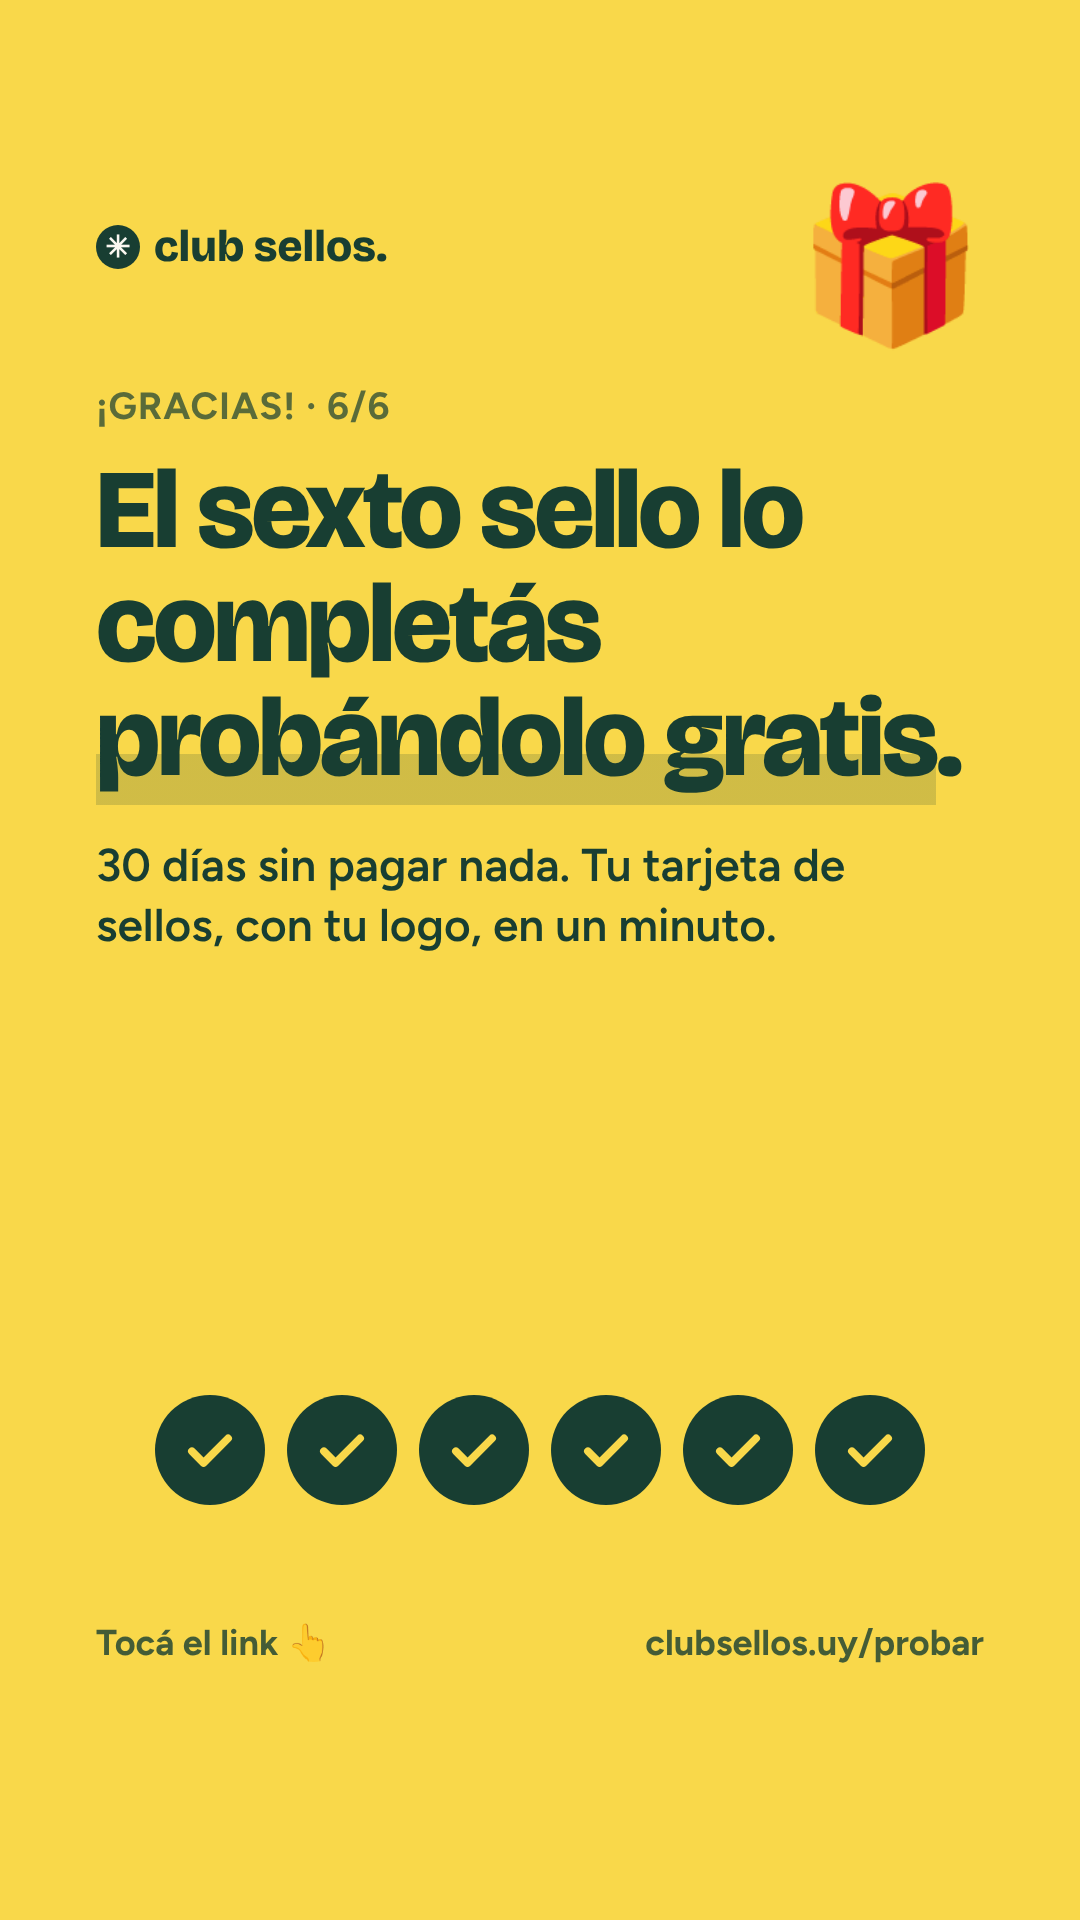 club sellos.
¡GRACIAS! · 6/6
El sexto sello lo
completás
probándolo gratis.
30 días sin pagar nada. Tu tarjeta de
sellos, con tu logo, en un minuto.
Tocá el link 👆
clubsellos.uy/probar